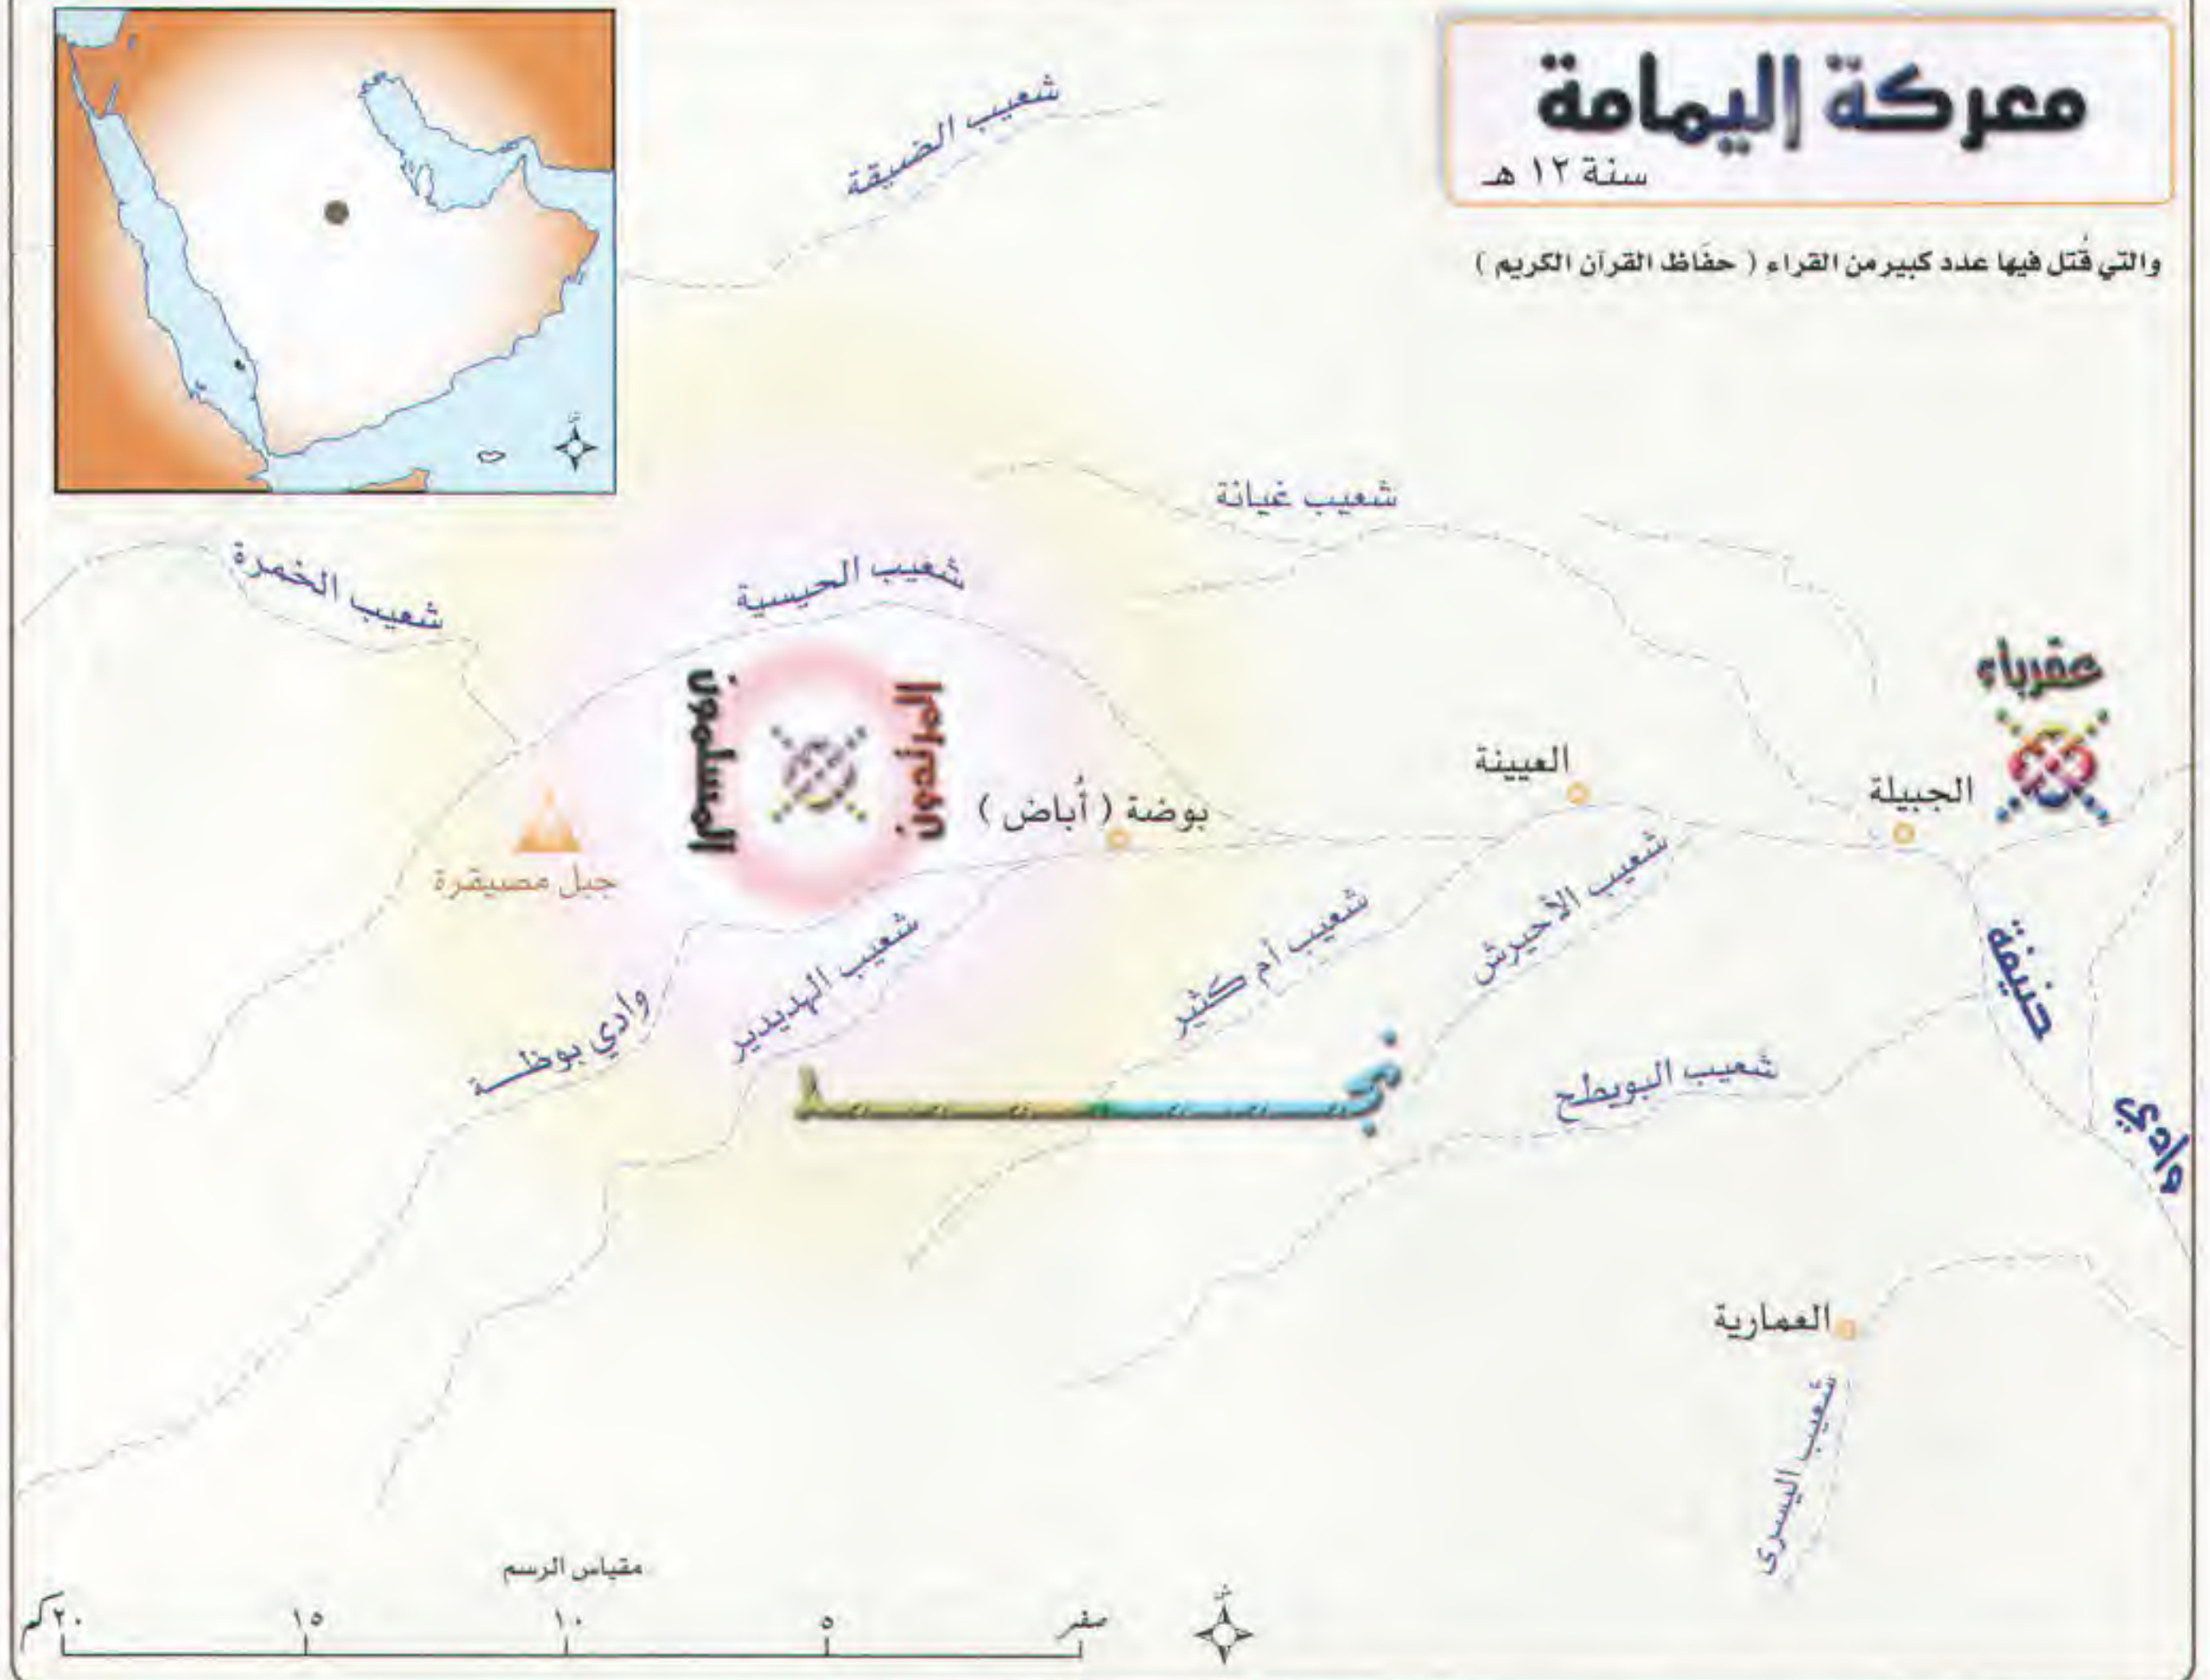 معركة اليمامة
سنة ١٢ هـ
والتي قُتل فيها عدد كبير من القراء ( حفَاظ القرآن الكريم )
شعيب الضيقة
ش
شعيب غيانة
شعيب الخمرة
شعيب الحيسية
عقرباء
المسلمون
المرتدون
العيينة
الجبيلة
بوضة ( أُباض )
جبل مصيقرة
شعيب الأحيرش
شعيب أم كثير
شعيب الهديدير
وادي بوظة
وادي حنيفة
نجد
شعيب البويطح
العمارية
شعيب اليسرى
مقياس الرسم
صفر ٥ ١٠ ١٥ ٢٠ كم
ش